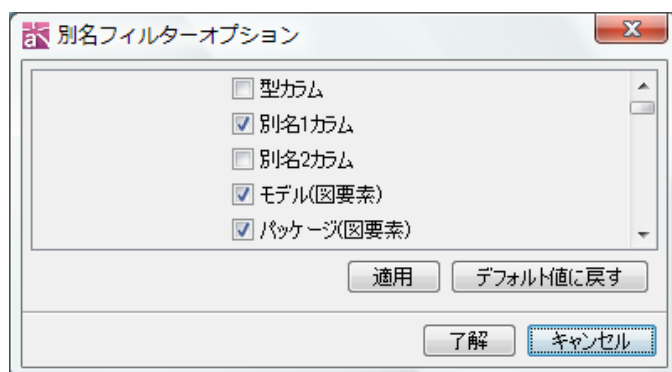 別名フィルターオプション
型カラム
別名1カラム
別名2カラム
モデル(図要素)
パッケージ(図要素)
適用 デフォルト値に戻す
了解 キャンセル